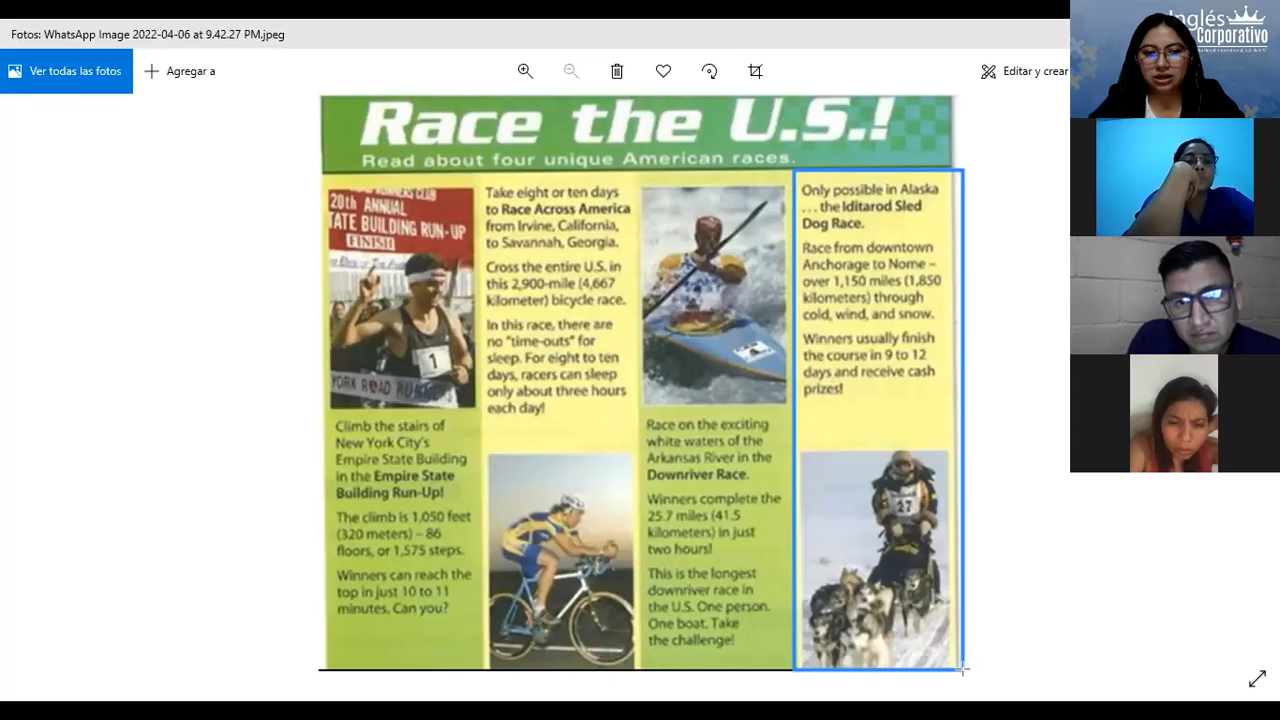 Fotos: WhatsApp Image 2022-04-06 at 9,42.27 PM.jpeg
Ver todas las fotos
Agregar a
Editar y crear
Inglés
Corporativo
Race the U.S.!
Read about four unique American races.
20th ANNUAL
TATE BUILDING RUN-UP
FINISH
1
YORK ROAD RUN
Climb the stairs of
New York City's
Empire State Building
in the Empire State
Building Run-Up!
The climb is 1,050 feet
(320 meters) – 86
floors, or 1,575 steps.
Winners can reach the
top in just 10 to 11
minutes. Can you?
Take eight or ten days
to Race Across America
from Irvine, California,
to Savannah, Georgia.
Cross the entire U.S. in
this 2,900-mile (4,667
kilometer) bicycle race.
In this race, there are
no "time-outs" for
sleep. For eight to ten
days, racers can sleep
only about three hours
each day!
Race on the exciting
white waters of the
Arkansas River in the
Downriver Race.
Winners complete the
25.7 miles (41.5
kilometers) in just
two hours!
This is the longest
downriver race in
the U.S. One person.
One boat. Take
the challenge!
Only possible in Alaska
. . . the Iditarod Sled
Dog Race.
Race from downtown
Anchorage to Nome –
over 1,150 miles (1,850
kilometers) through
cold, wind, and snow.
Winners usually finish
the course in 9 to 12
days and receive cash
prizes!
27